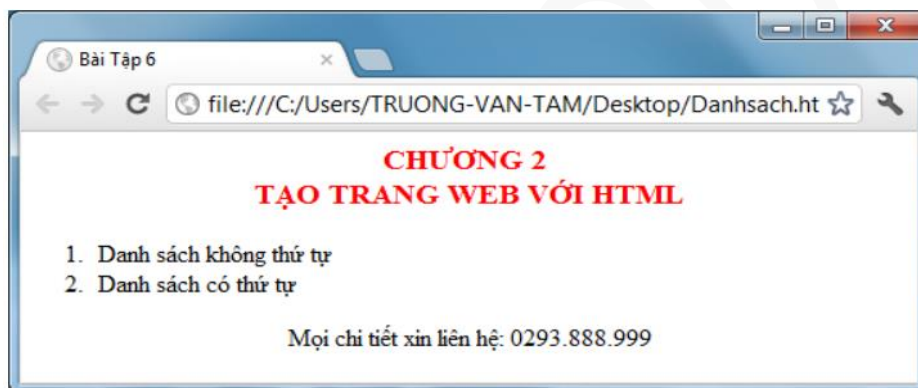 Bài Tập 6
file:///C:/Users/TRUONG-VAN-TAM/Desktop/Danhsach.ht
CHƯƠNG 2
TẠO TRANG WEB VỚI HTML
1. Danh sách không thứ tự
2. Danh sách có thứ tự
Mọi chi tiết xin liên hệ: 0293.888.999